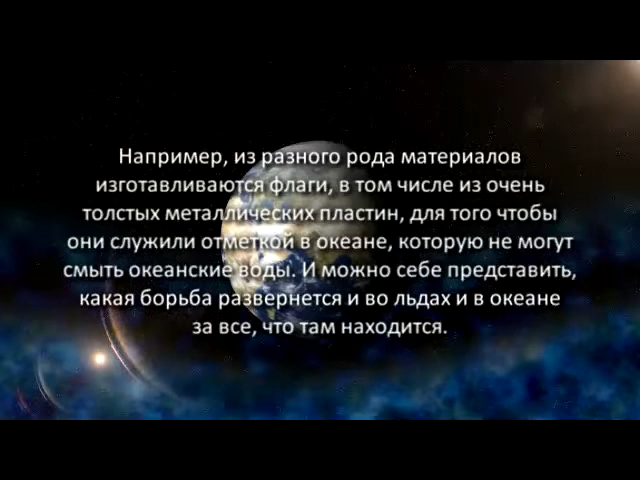 Например, из разного рода материалов
изготавливаются флаги, в том числе из очень
толстых металлических пластин, для того чтобы
они служили отметкой в океане, которую не могут
смыть океанские воды. И можно себе представить,
какая борьба развернется и во льдах и в океане
за все, что там находится.